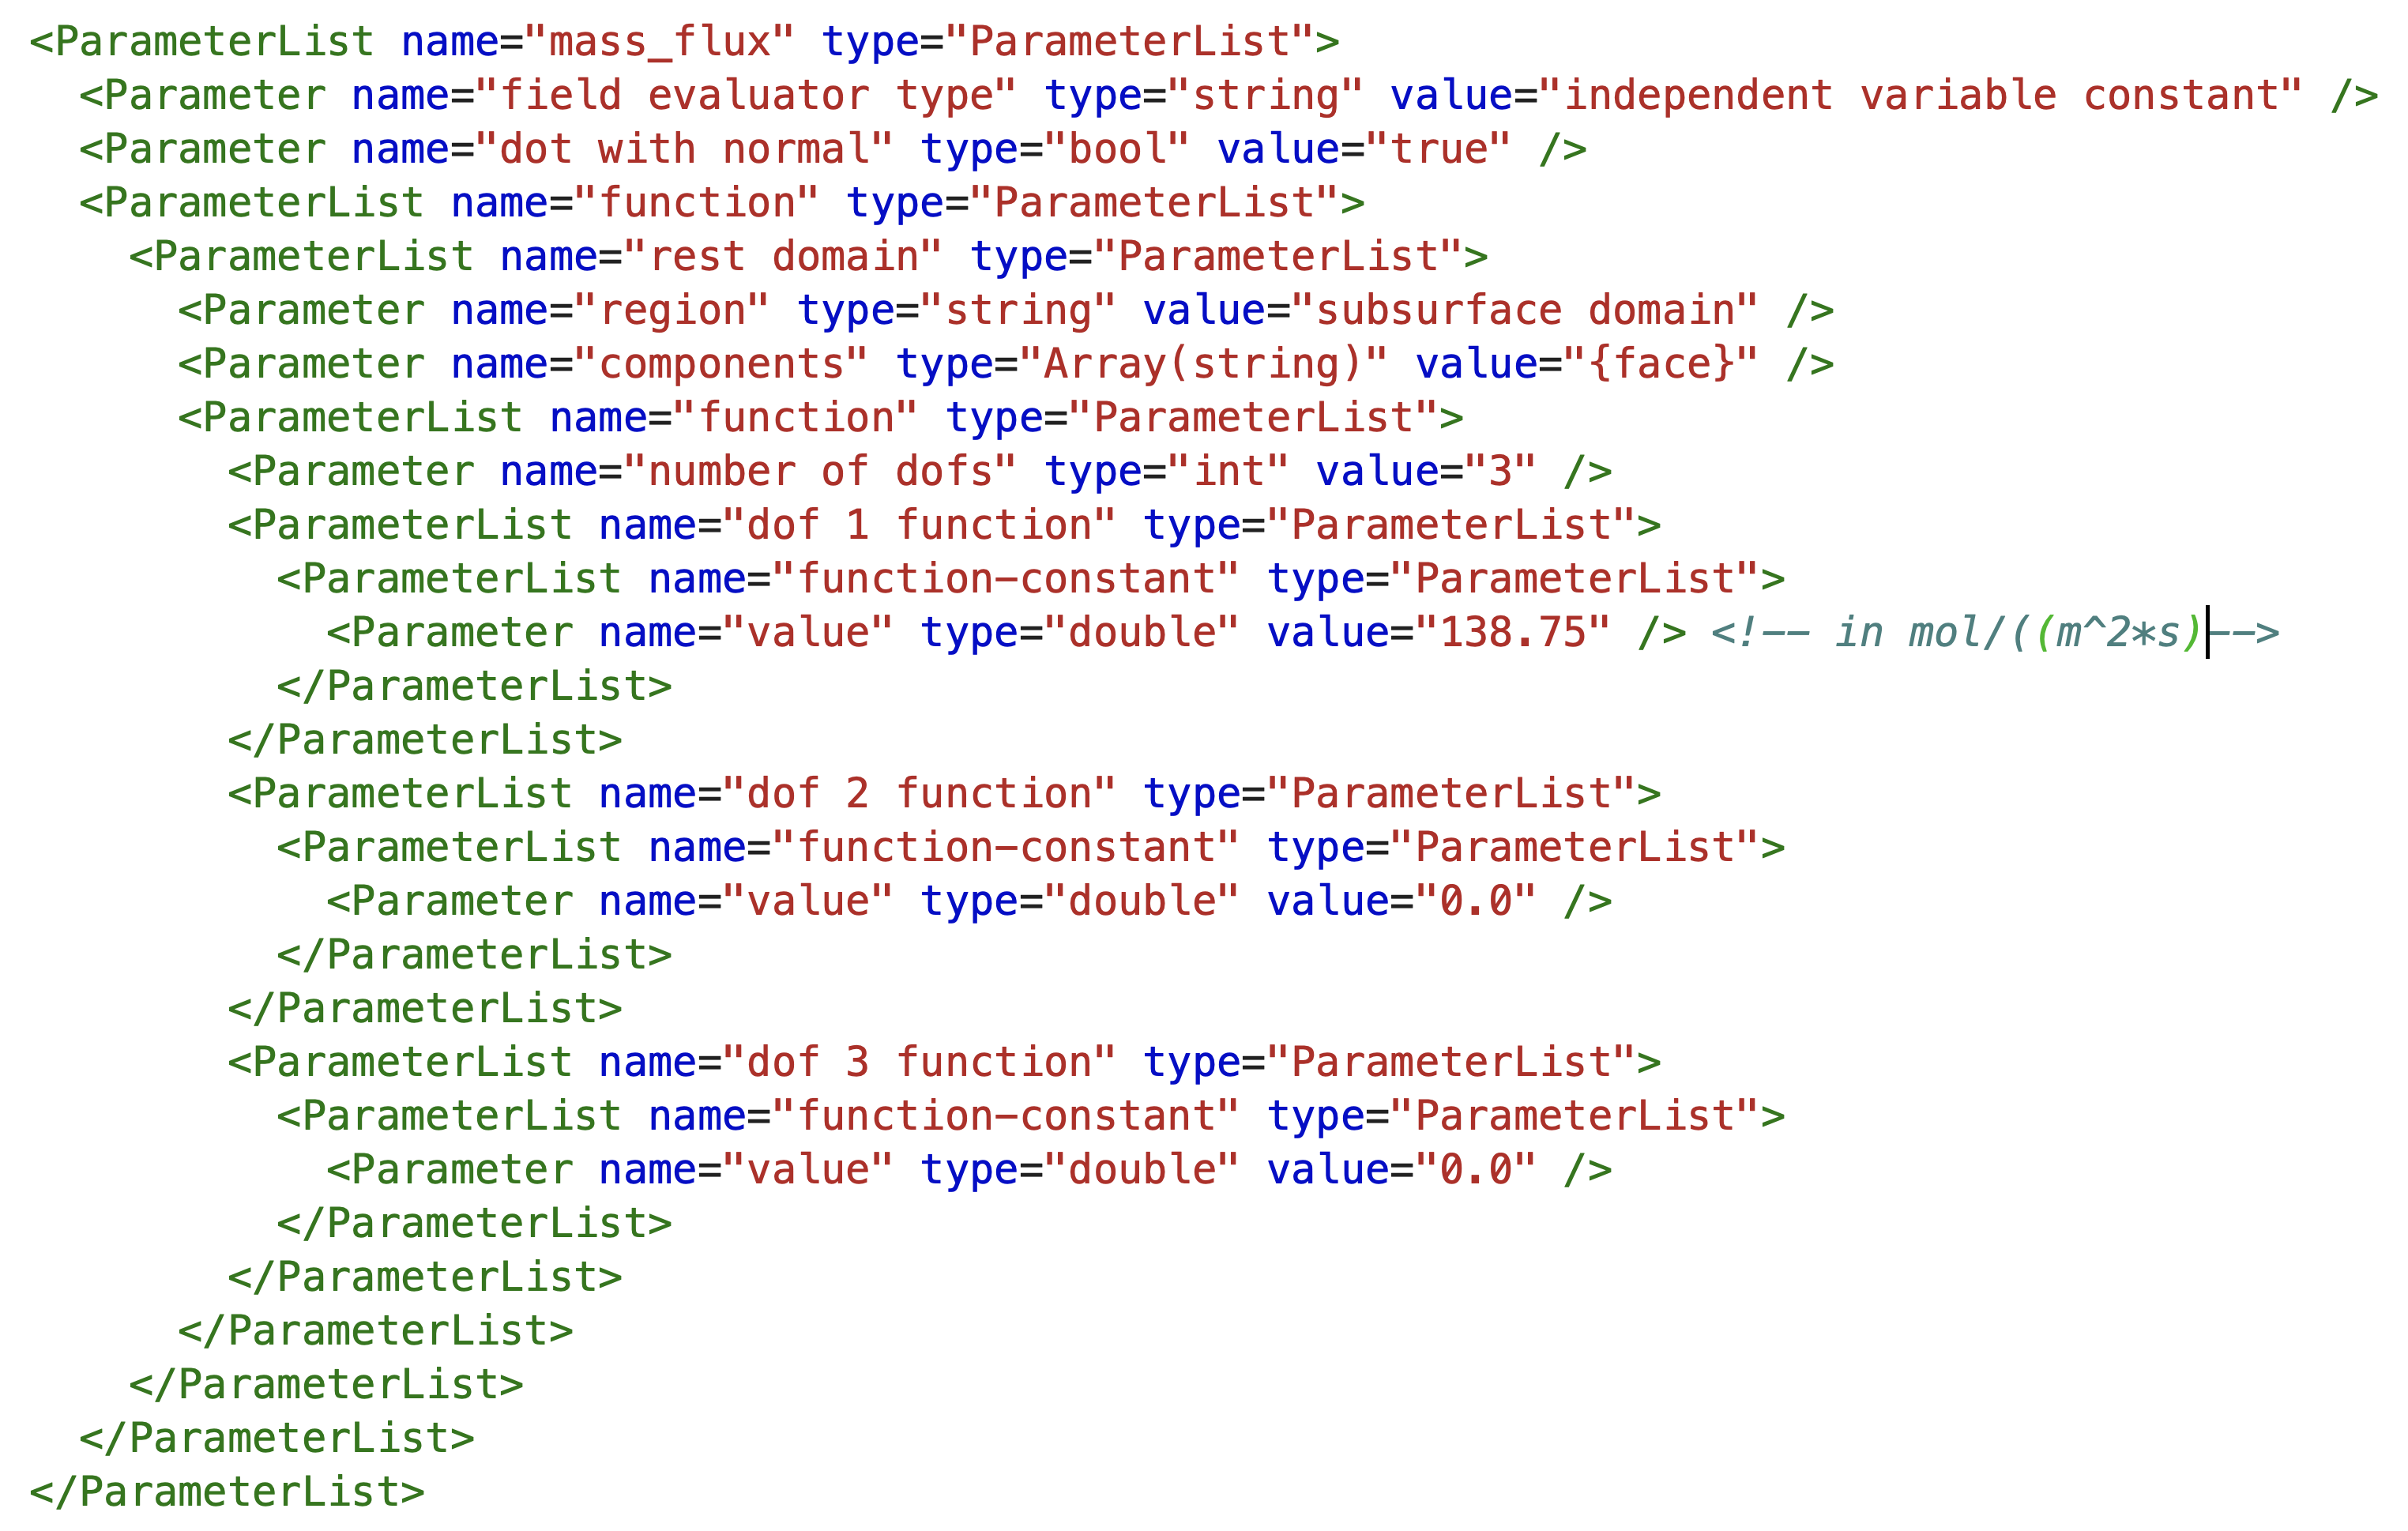 <ParameterList name="mass_flux" type="ParameterList">
  <Parameter name="field evaluator type" type="string" value="independent variable constant" />
  <Parameter name="dot with normal" type="bool" value="true" />
  <ParameterList name="function" type="ParameterList">
    <ParameterList name="rest domain" type="ParameterList">
      <Parameter name="region" type="string" value="subsurface domain" />
      <Parameter name="components" type="Array(string)" value="{face}" />
      <ParameterList name="function" type="ParameterList">
        <Parameter name="number of dofs" type="int" value="3" />
        <ParameterList name="dof 1 function" type="ParameterList">
          <ParameterList name="function-constant" type="ParameterList">
            <Parameter name="value" type="double" value="138.75" /> <!-- in mol/((m^2*s)-->
          </ParameterList>
        </ParameterList>
        <ParameterList name="dof 2 function" type="ParameterList">
          <ParameterList name="function-constant" type="ParameterList">
            <Parameter name="value" type="double" value="0.0" />
          </ParameterList>
        </ParameterList>
        <ParameterList name="dof 3 function" type="ParameterList">
          <ParameterList name="function-constant" type="ParameterList">
            <Parameter name="value" type="double" value="0.0" />
          </ParameterList>
        </ParameterList>
      </ParameterList>
    </ParameterList>
  </ParameterList>
</ParameterList>